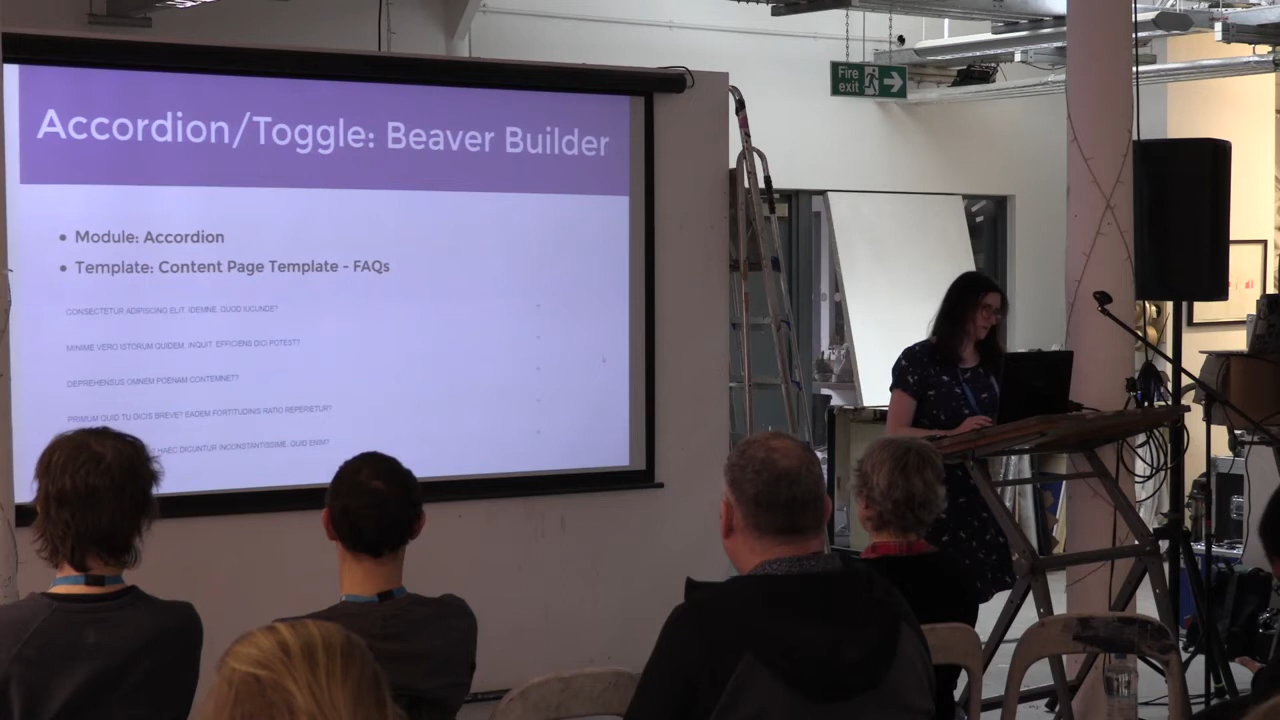 Accordion/Toggle: Beaver Builder
• Module: Accordion
• Template: Content Page Template - FAQs
CONSECTETUR ADIPISCING ELIT. IDEMNE, QUOD IUCUNDE?
MINIME VERO ISTORUM QUIDEM, INQUIT. EFFICIENS DICI POTEST?
DEPREHENSUS OMNEM POENAM CONTEMNET?
PRIMUM QUID TU DICIS BREVE? EADEM FORTITUDINIS RATIO REPERIETUR?
HAEC DICUNTUR INCONSTANTISSIME. QUID ENIM?
Fire
exit